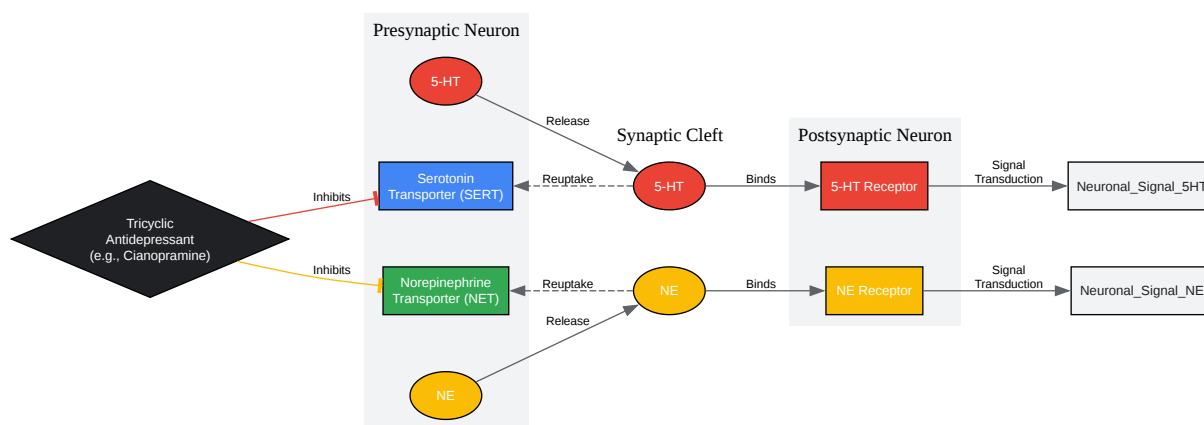 Presynaptic Neuron
5-HT
Release
Synaptic Cleft
Postsynaptic Neuron
Serotonin
Transporter (SERT)
Reuptake
5-HT
Binds
5-HT Receptor
Signal
Transduction
Neuronal_Signal_5HT
Inhibits
Tricyclic
Antidepressant
(e.g., Cianopramine)
Inhibits
Norepinephrine
Transporter (NET)
Reuptake
NE
Binds
NE Receptor
Signal
Transduction
Neuronal_Signal_NE
Release
NE